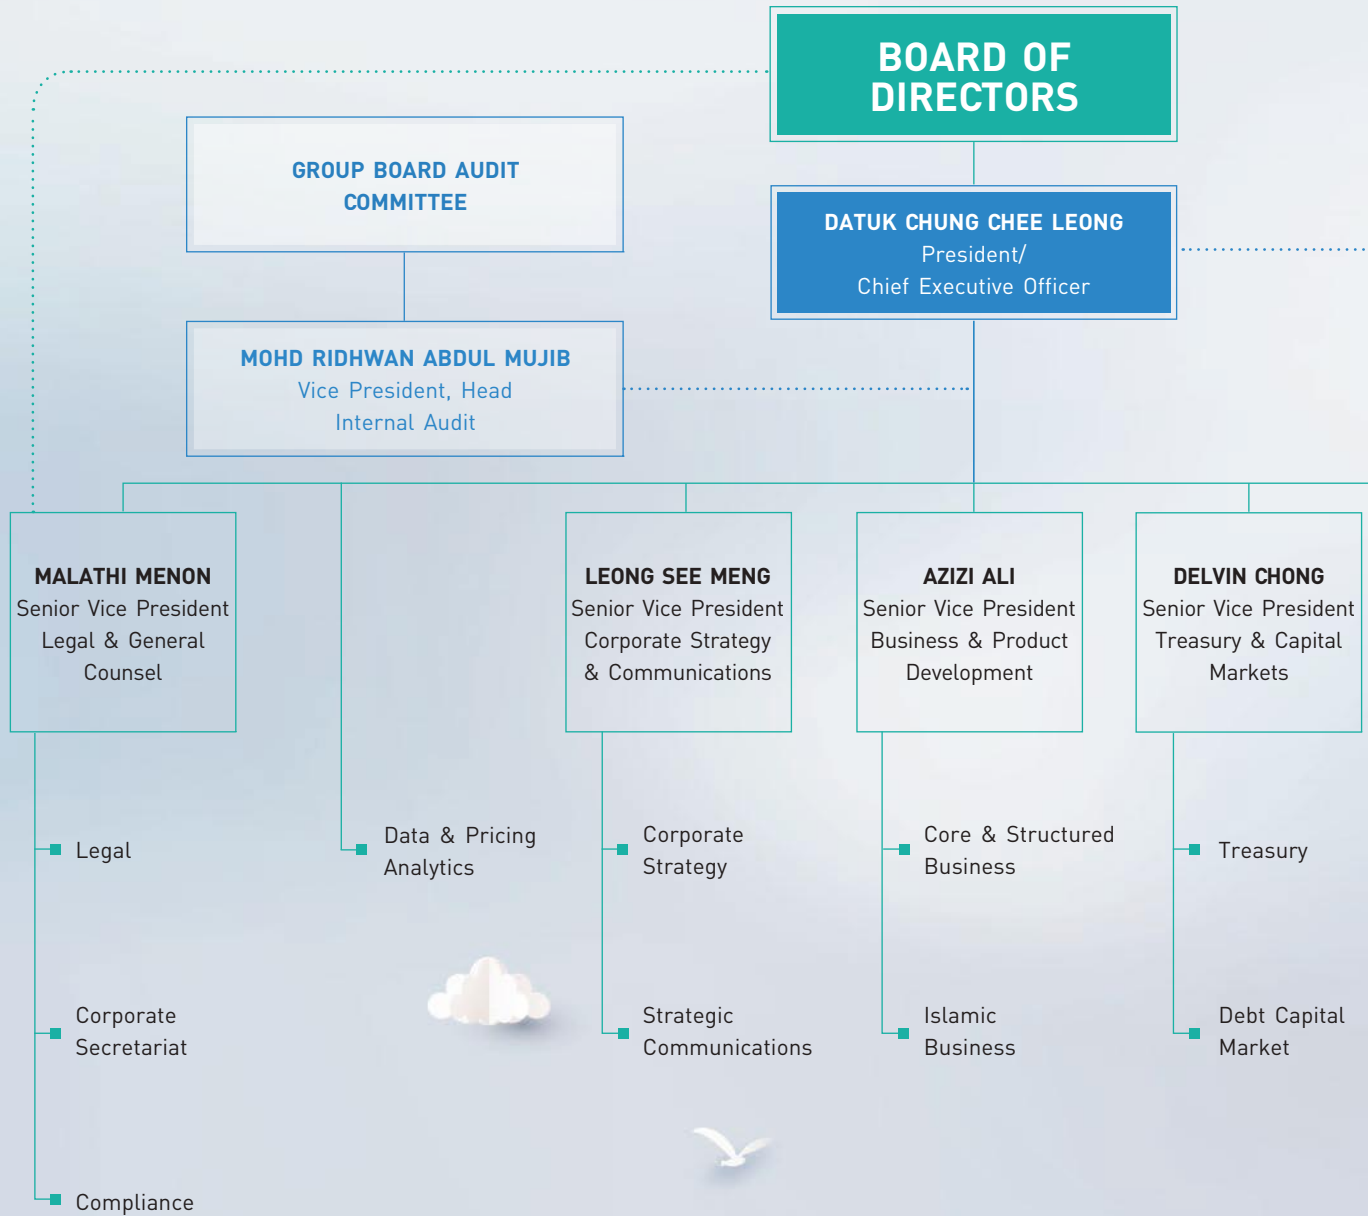 BOARD OF
DIRECTORS
GROUP BOARD AUDIT
COMMITTEE
DATUK CHUNG CHEE LEONG
President/
Chief Executive Officer
MOHD RIDHWAN ABDUL MUJIB
Vice President, Head
Internal Audit
MALATHI MENON
Senior Vice President
Legal & General
Counsel
LEONG SEE MENG
Senior Vice President
Corporate Strategy
& Communications
AZIZI ALI
Senior Vice President
Business & Product
Development
DELVIN CHONG
Senior Vice President
Treasury & Capital
Markets
Legal
Corporate
Secretariat
Compliance
Data & Pricing
Analytics
Corporate
Strategy
Strategic
Communications
Core & Structured
Business
Islamic
Business
Treasury
Debt Capital
Market